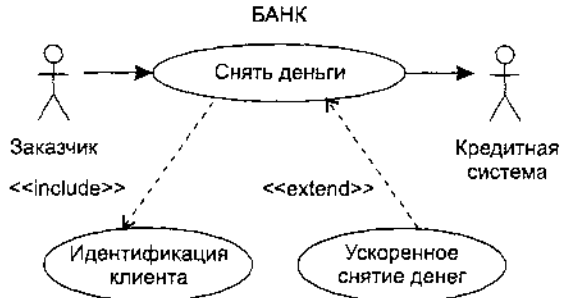 БАНК
Снять деньги
Заказчик
Кредитная
система
<<include>>
<<extend>>
Идентификация
клиента
Ускоренное
снятие денег